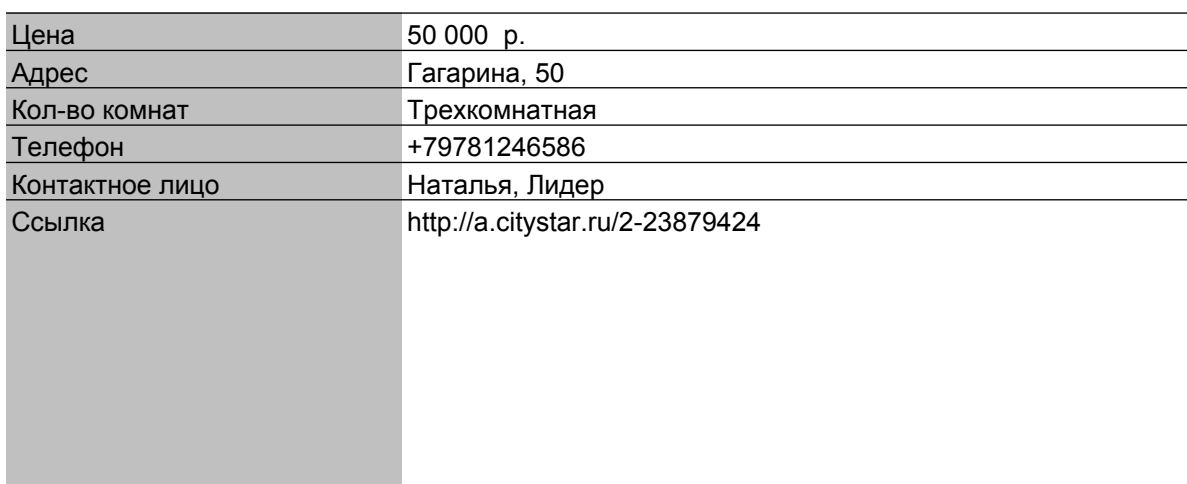 Цена 50 000 р.
Адрес Гагарина, 50
Кол-во комнат Трехкомнатная
Телефон +79781246586
Контактное лицо Наталья, Лидер
Ссылка http://a.citystar.ru/2-23879424